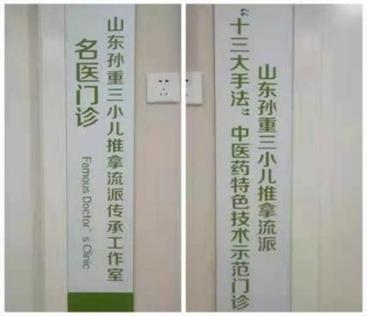 山东孙重三小儿推拿流派传承工作室
名医门诊
Famous Doctor's Clinic
山东孙重三小儿推拿流派
“十三大手法”中医药特色技术示范门诊